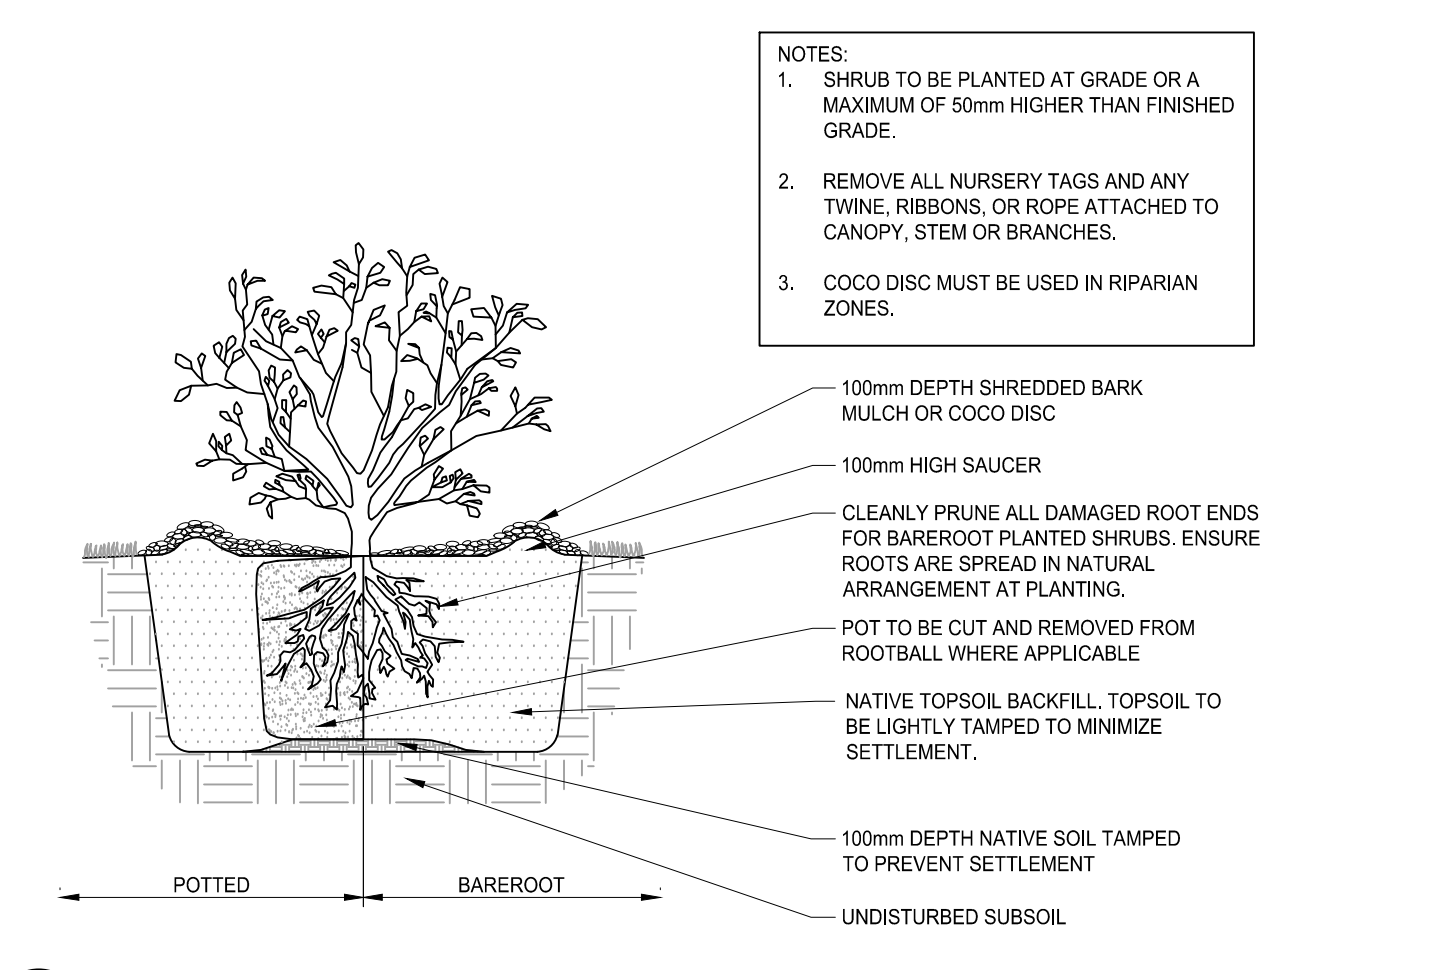 NOTES:
1. SHRUB TO BE PLANTED AT GRADE OR A
MAXIMUM OF 50mm HIGHER THAN FINISHED
GRADE.
2. REMOVE ALL NURSERY TAGS AND ANY
TWINE, RIBBONS, OR ROPE ATTACHED TO
CANOPY, STEM OR BRANCHES.
3. COCO DISC MUST BE USED IN RIPARIAN
ZONES.
100mm DEPTH SHREDDED BARK
MULCH OR COCO DISC
100mm HIGH SAUCER
CLEANLY PRUNE ALL DAMAGED ROOT ENDS
FOR BAREROOT PLANTED SHRUBS. ENSURE
ROOTS ARE SPREAD IN NATURAL
ARRANGEMENT AT PLANTING.
POT TO BE CUT AND REMOVED FROM
ROOTBALL WHERE APPLICABLE
NATIVE TOPSOIL BACKFILL. TOPSOIL TO
BE LIGHTLY TAMPED TO MINIMIZE
SETTLEMENT.
100mm DEPTH NATIVE SOIL TAMPED
TO PREVENT SETTLEMENT
UNDISTURBED SUBSOIL
POTTED
BAREROOT